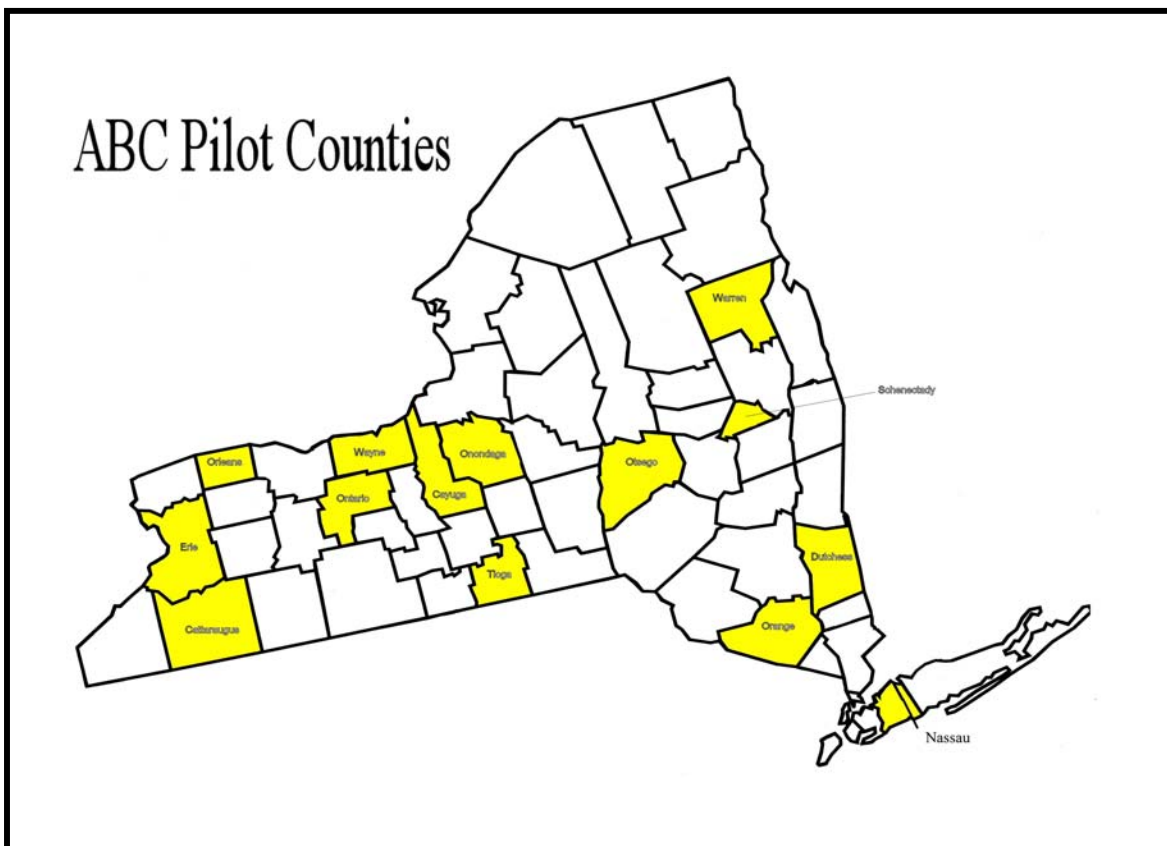 ABC Pilot Counties
Warren
Schenectady
Orleans
Wayne
Onondaga
Otsego
Ontario
Cayuga
Erie
Dutchess
Tioga
Cattaraugus
Orange
Nassau